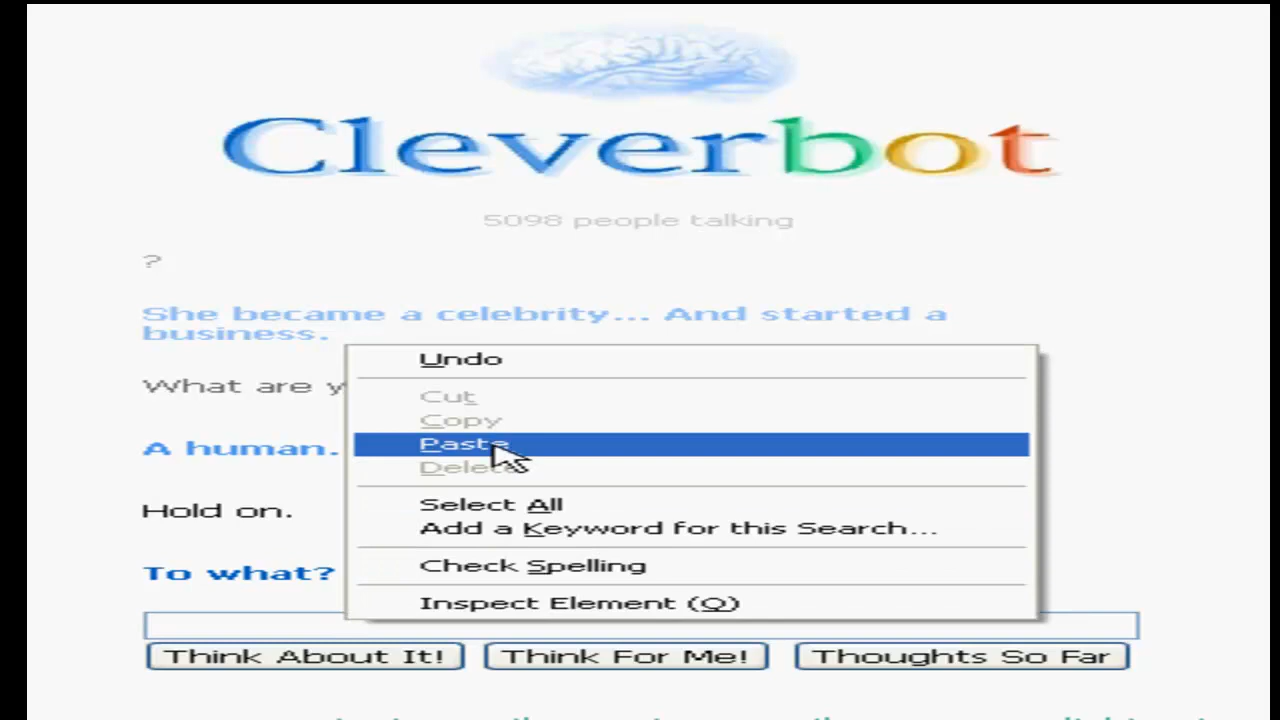 Cleverbot
5098 people talking
?
She became a celebrity... And started a
business.
What are y
A human.
Hold on.
To what?
Undo
Cut
Copy
Paste
Delete
Select All
Add a Keyword for this Search...
Check Spelling
Inspect Element (Q)
Think About It!
Think For Me!
Thoughts So Far